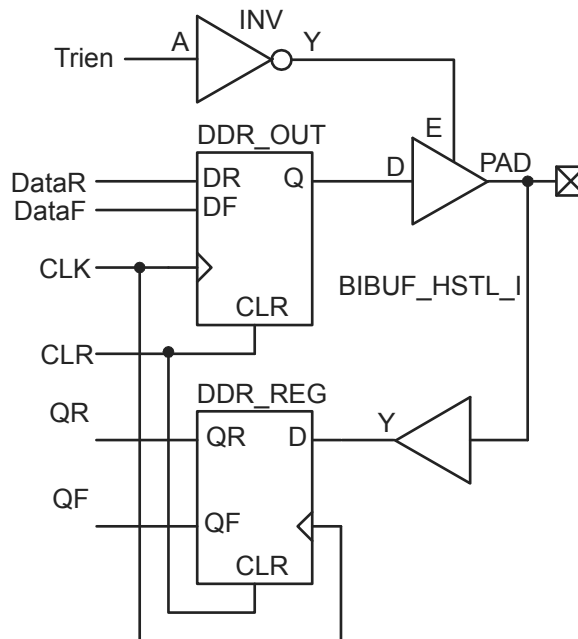 INV
Trien
A
Y
DDR_OUT
E
D
PAD
DataR
DR
Q
DataF
DF
CLK
BIBUF_HSTL_I
CLR
CLR
DDR_REG
QR
QR
D
Y
QF
QF
CLR